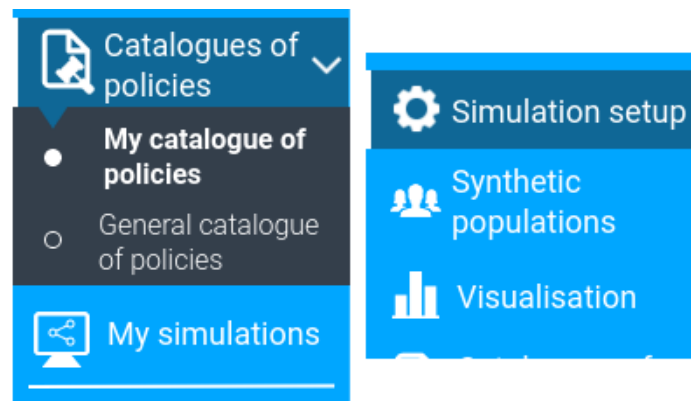 Catalogues of
policies
My catalogue of
policies
General catalogue
of policies
My simulations
Simulation setup
Synthetic
populations
Visualisation